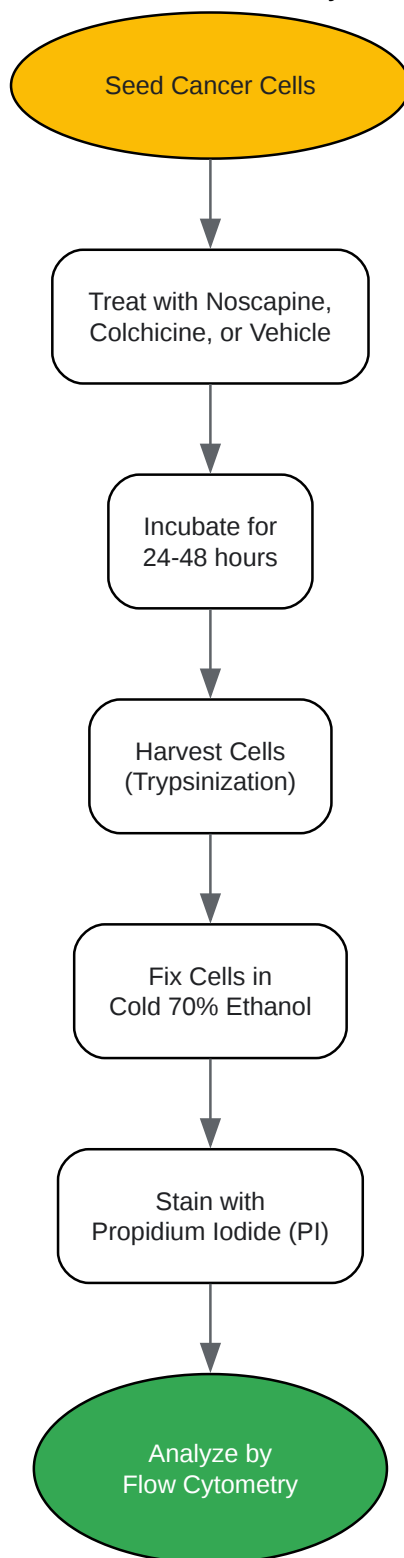 Seed Cancer Cells
Treat with Noscapine,
Colchicine, or Vehicle
Incubate for
24-48 hours
Harvest Cells
(Trypsinization)
Fix Cells in
Cold 70% Ethanol
Stain with
Propidium Iodide (PI)
Analyze by
Flow Cytometry